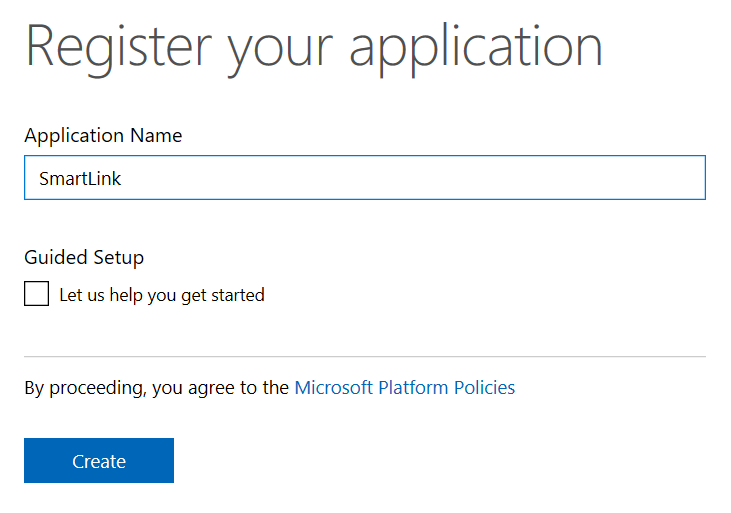 Register your application
Application Name
SmartLink
Guided Setup
Let us help you get started
By proceeding, you agree to the Microsoft Platform Policies
Create